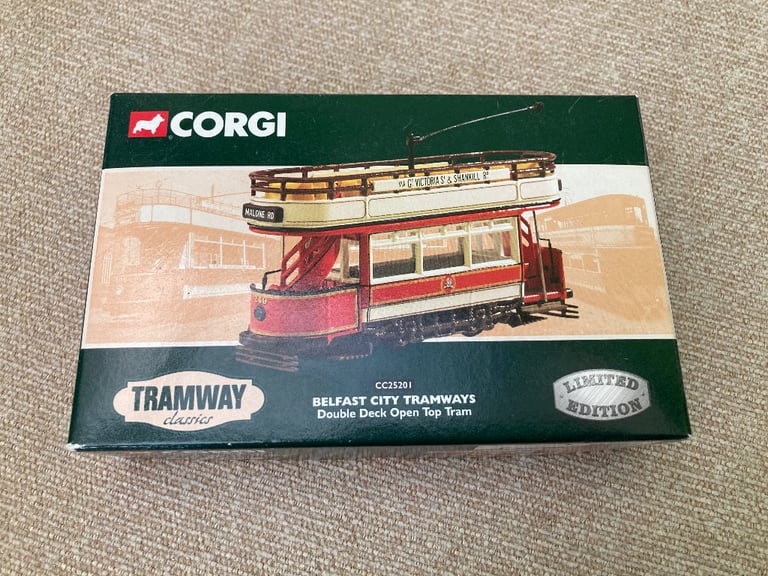 CORGI
VIA GT VICTORIA ST & SHANKILL RD
MALONE RD
249
TRAMWAY
classics
CC25201
BELFAST CITY TRAMWAYS
Double Deck Open Top Tram
LIMITED
EDITION